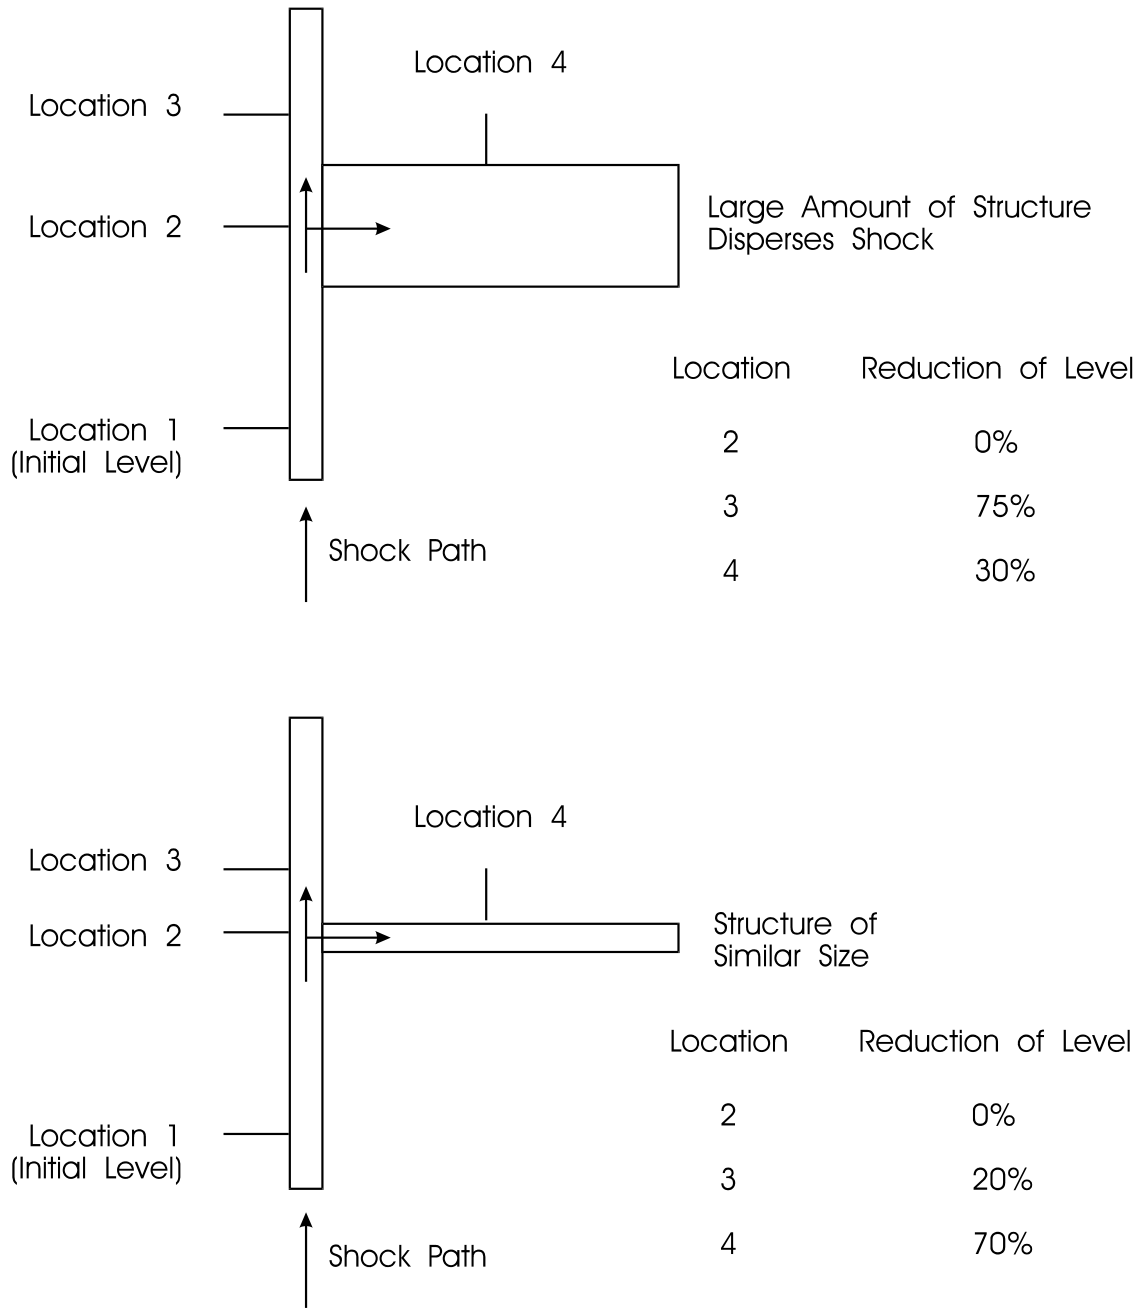 Location 4
Location 3
Location 2
Large Amount of Structure
Disperses Shock
Location Reduction of Level
Location 1
(Initial Level)
2 0%
3 75%
Shock Path
4 30%
Location 4
Location 3
Location 2
Structure of
Similar Size
Location Reduction of Level
2 0%
Location 1
(Initial Level)
3 20%
4 70%
Shock Path